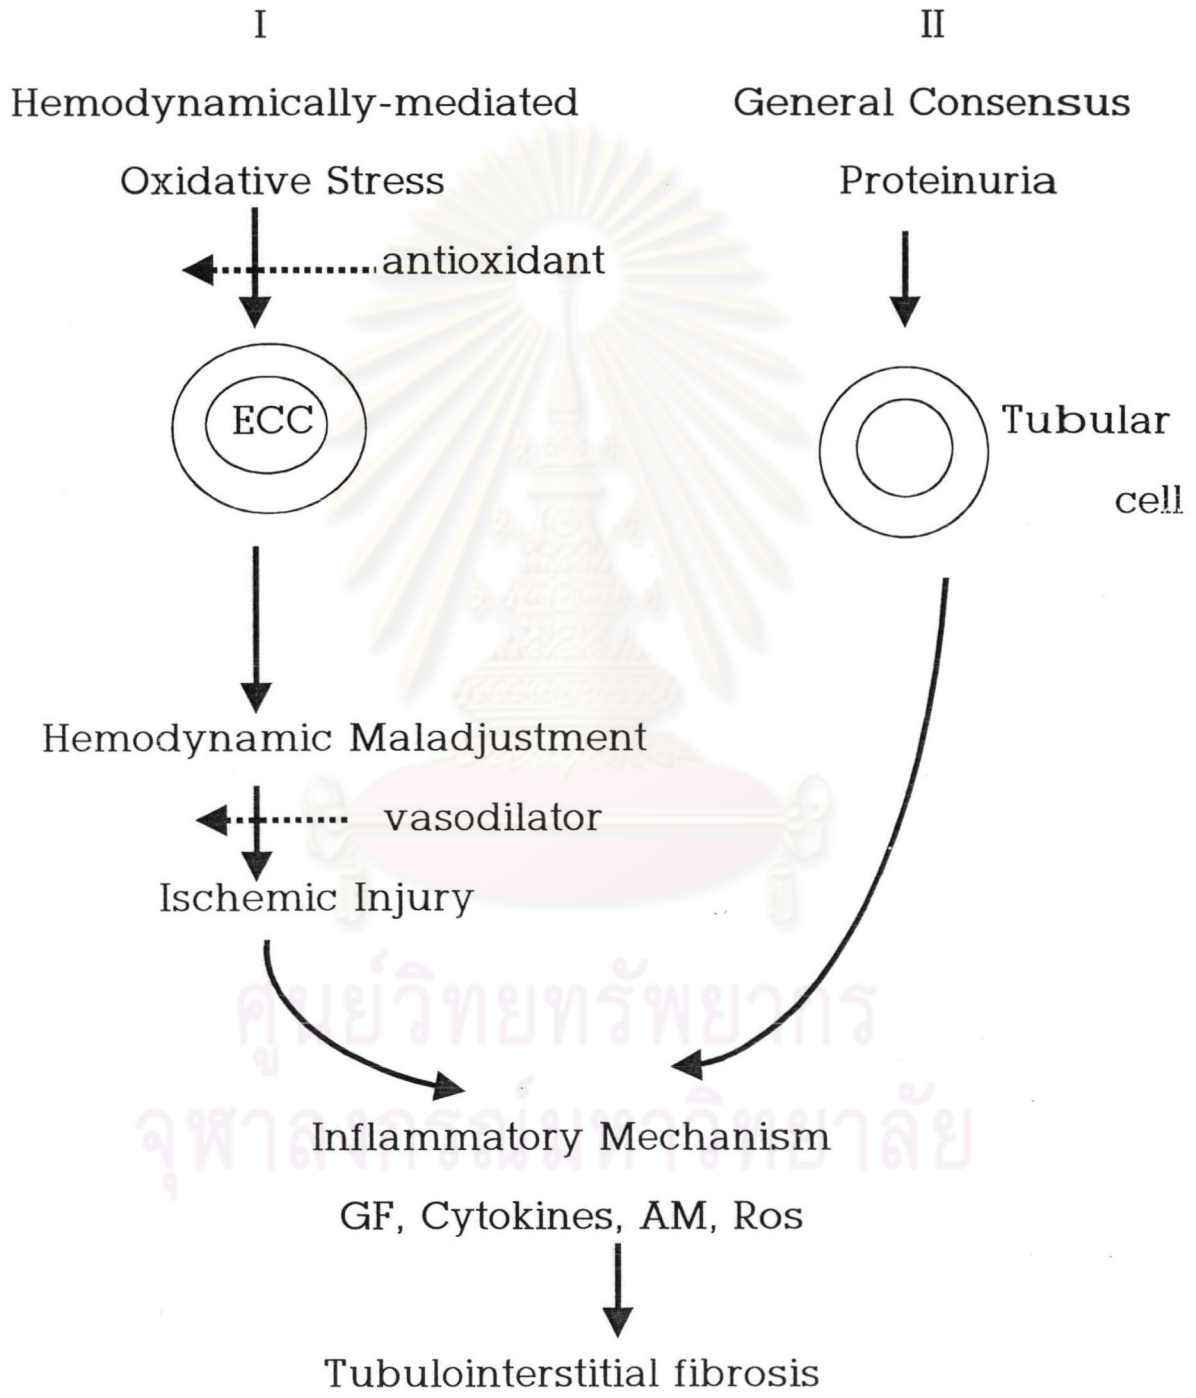 I
II
Hemodynamically-mediated
General Consensus
Oxidative Stress
Proteinuria
antioxidant
ECC
Tubular
cell
Hemodynamic Maladjustment
vasodilator
Ischemic Injury
ศูนย์วิทยทรัพยากร
จุฬาลงกรณ์มหาวิทยาลัย
Inflammatory Mechanism
GF, Cytokines, AM, Ros
Tubulointerstitial fibrosis